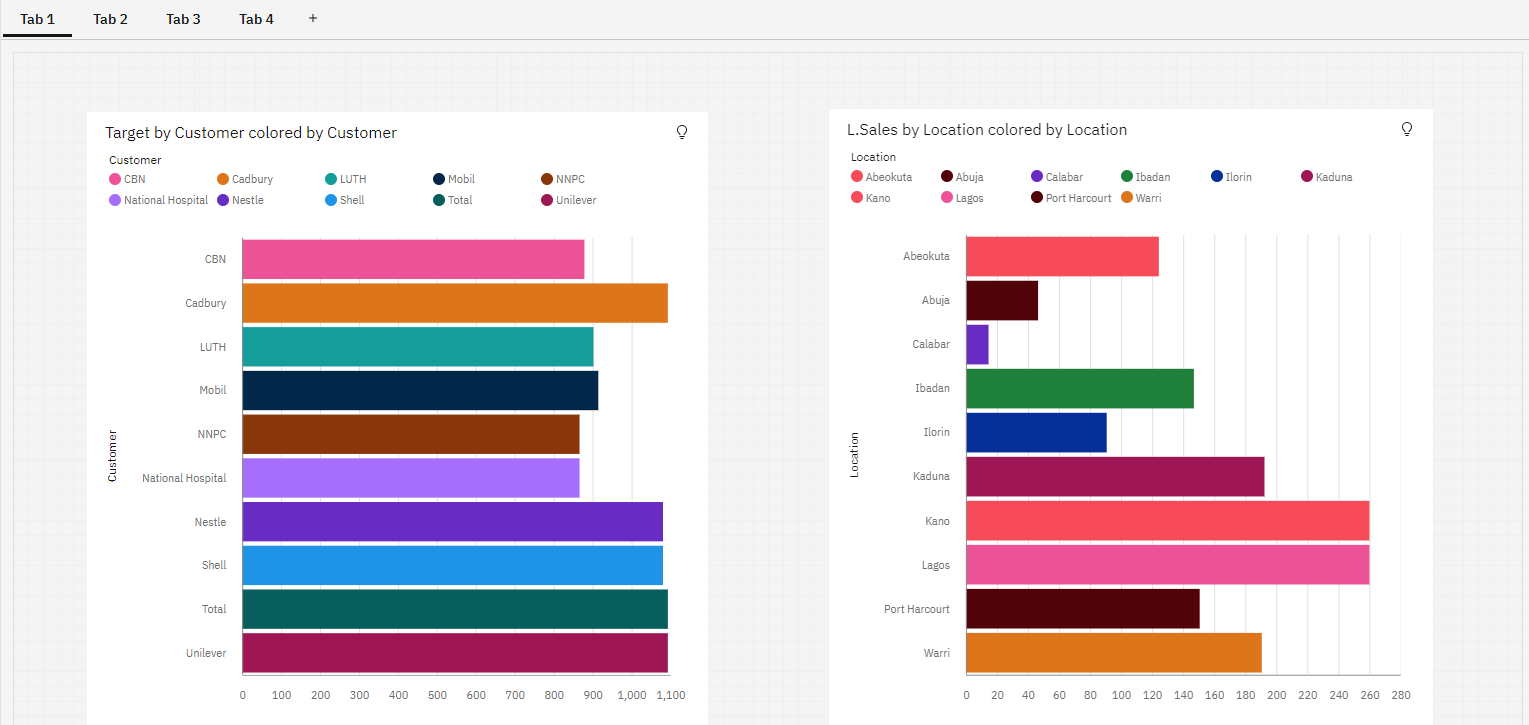 Tab 1 Tab 2 Tab 3 Tab 4 +
Target by Customer colored by Customer
Customer
CBN Cadbury LUTH Mobil NNPC
National Hospital Nestle Shell Total Unilever
Customer
CBN
Cadbury
LUTH
Mobil
NNPC
National Hospital
Nestle
Shell
Total
Unilever
0 100 200 300 400 500 600 700 800 900 1,000 1,100
L.Sales by Location colored by Location
Location
Abeokuta Abuja Calabar Ibadan Ilorin Kaduna
Kano Lagos Port Harcourt Warri
Location
Abeokuta
Abuja
Calabar
Ibadan
Ilorin
Kaduna
Kano
Lagos
Port Harcourt
Warri
0 20 40 60 80 100 120 140 160 180 200 220 240 260 280